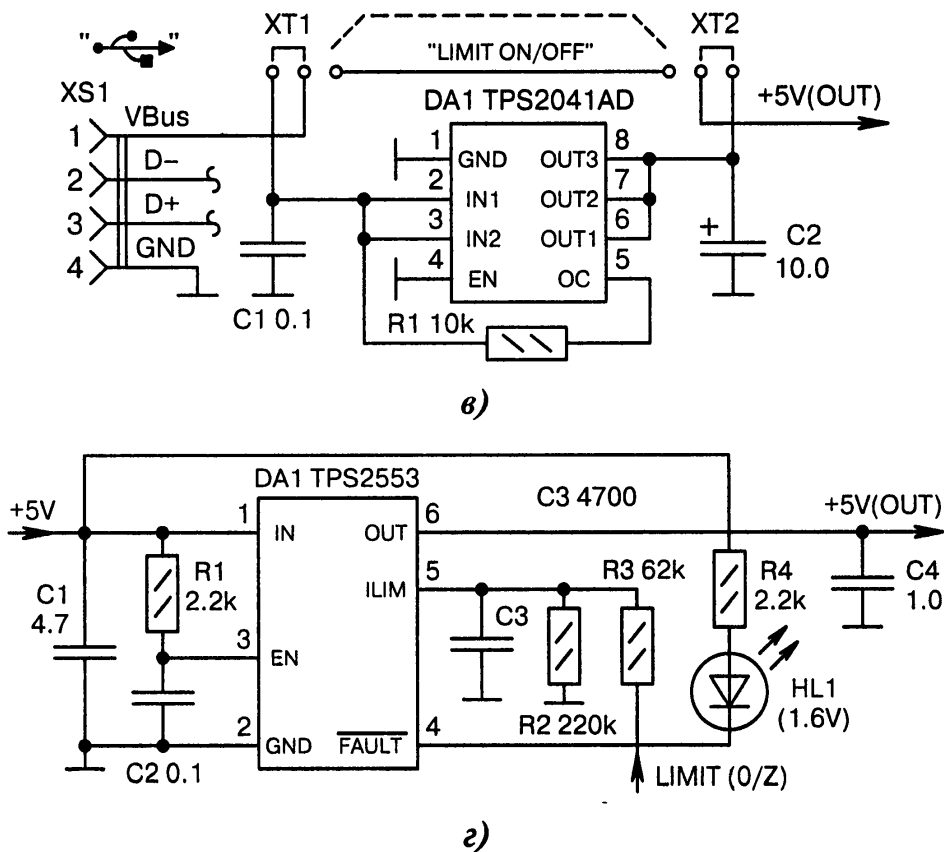 " "
XT1
XT2
"LIMIT ON/OFF"
XS1
DA1 TPS2041AD
+5V(OUT)
1 VBus
2 D−
3 D+
4 GND
1 GND OUT3 8
2 IN1 OUT2 7
3 IN2 OUT1 6
4 EN OC 5
C1 0.1
R1 10k
+ C2
10.0
в)
DA1 TPS2553
C3 4700
+5V
+5V(OUT)
1 IN OUT 6
ILIM 5
3 EN
2 GND FAULT 4
C1
4.7
R1
2.2k
C2 0.1
C3
R3 62k
R2 220k
R4
2.2k
C4
1.0
HL1
(1.6V)
LIMIT (0/Z)
г)